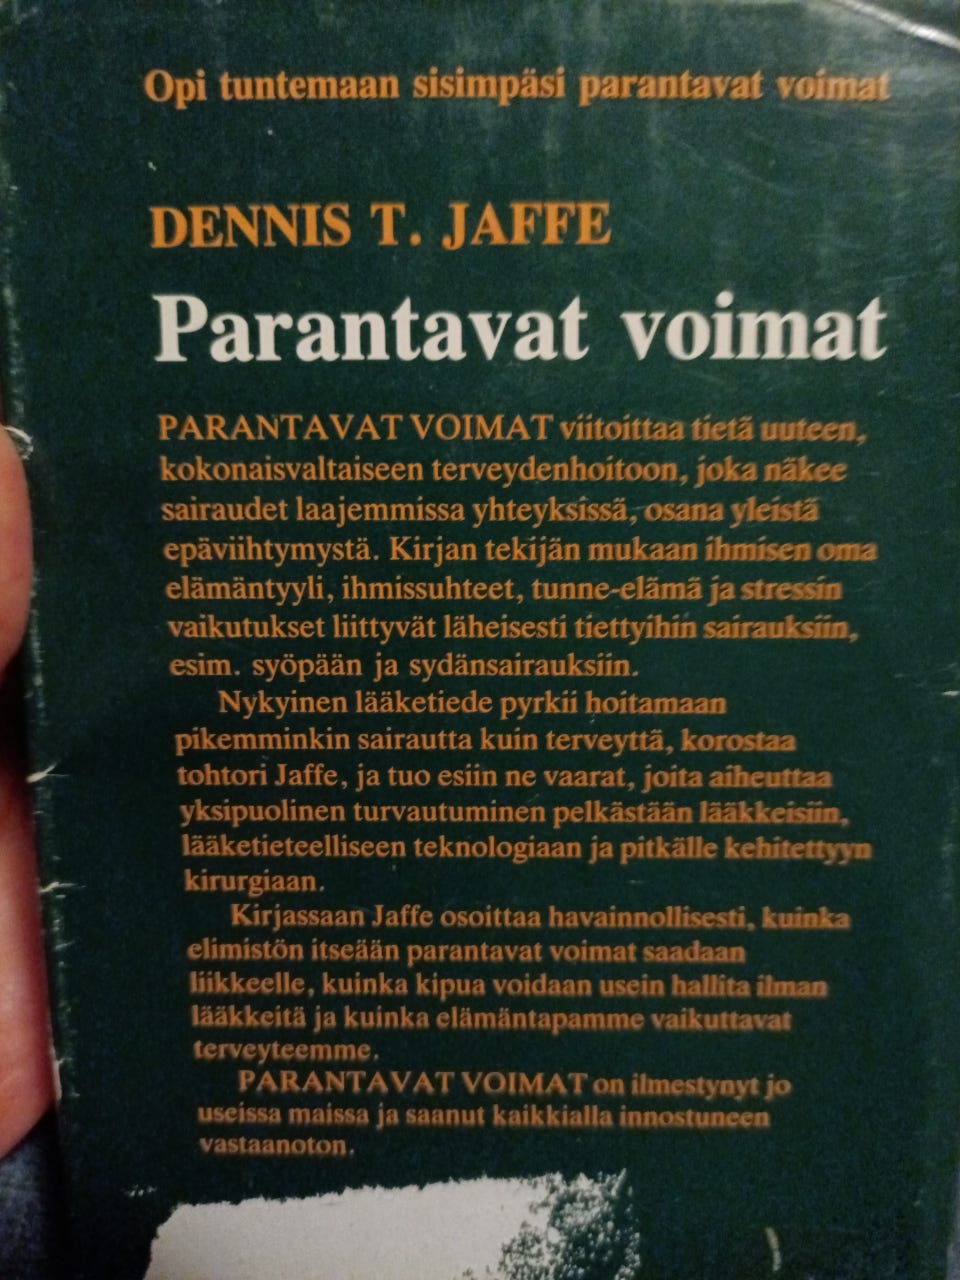 Opi tuntemaan sisimpäsi parantavat voimat
DENNIS T. JAFFE
Parantavat voimat
PARANTAVAT VOIMAT viitoittaa tietä uuteen,
kokonaisvaltaiseen terveydenhoitoon, joka näkee
sairaudet laajemmissa yhteyksissä, osana yleistä
epäviihtymystä. Kirjan tekijän mukaan ihmisen oma
elämäntyyli, ihmissuhteet, tunne-elämä ja stressin
vaikutukset liittyvät läheisesti tiettyihin sairauksiin,
esim. syöpään ja sydänsairauksiin.
Nykyinen lääketiede pyrkii hoitamaan
pikemminkin sairautta kuin terveyttä, korostaa
tohtori Jaffe, ja tuo esiin ne vaarat, joita aiheuttaa
yksipuolinen turvautuminen pelkästään lääkkeisiin,
lääketieteelliseen teknologiaan ja pitkälle kehitettyyn
kirurgiaan.
Kirjassaan Jaffe osoittaa havainnollisesti, kuinka
elimistön itseään parantavat voimat saadaan
liikkeelle, kuinka kipua voidaan usein hallita ilman
lääkkeitä ja kuinka elämäntapamme vaikuttavat
terveyteemme.
PARANTAVAT VOIMAT on ilmestynyt jo
useissa maissa ja saanut kaikkialla innostuneen
vastaanoton.